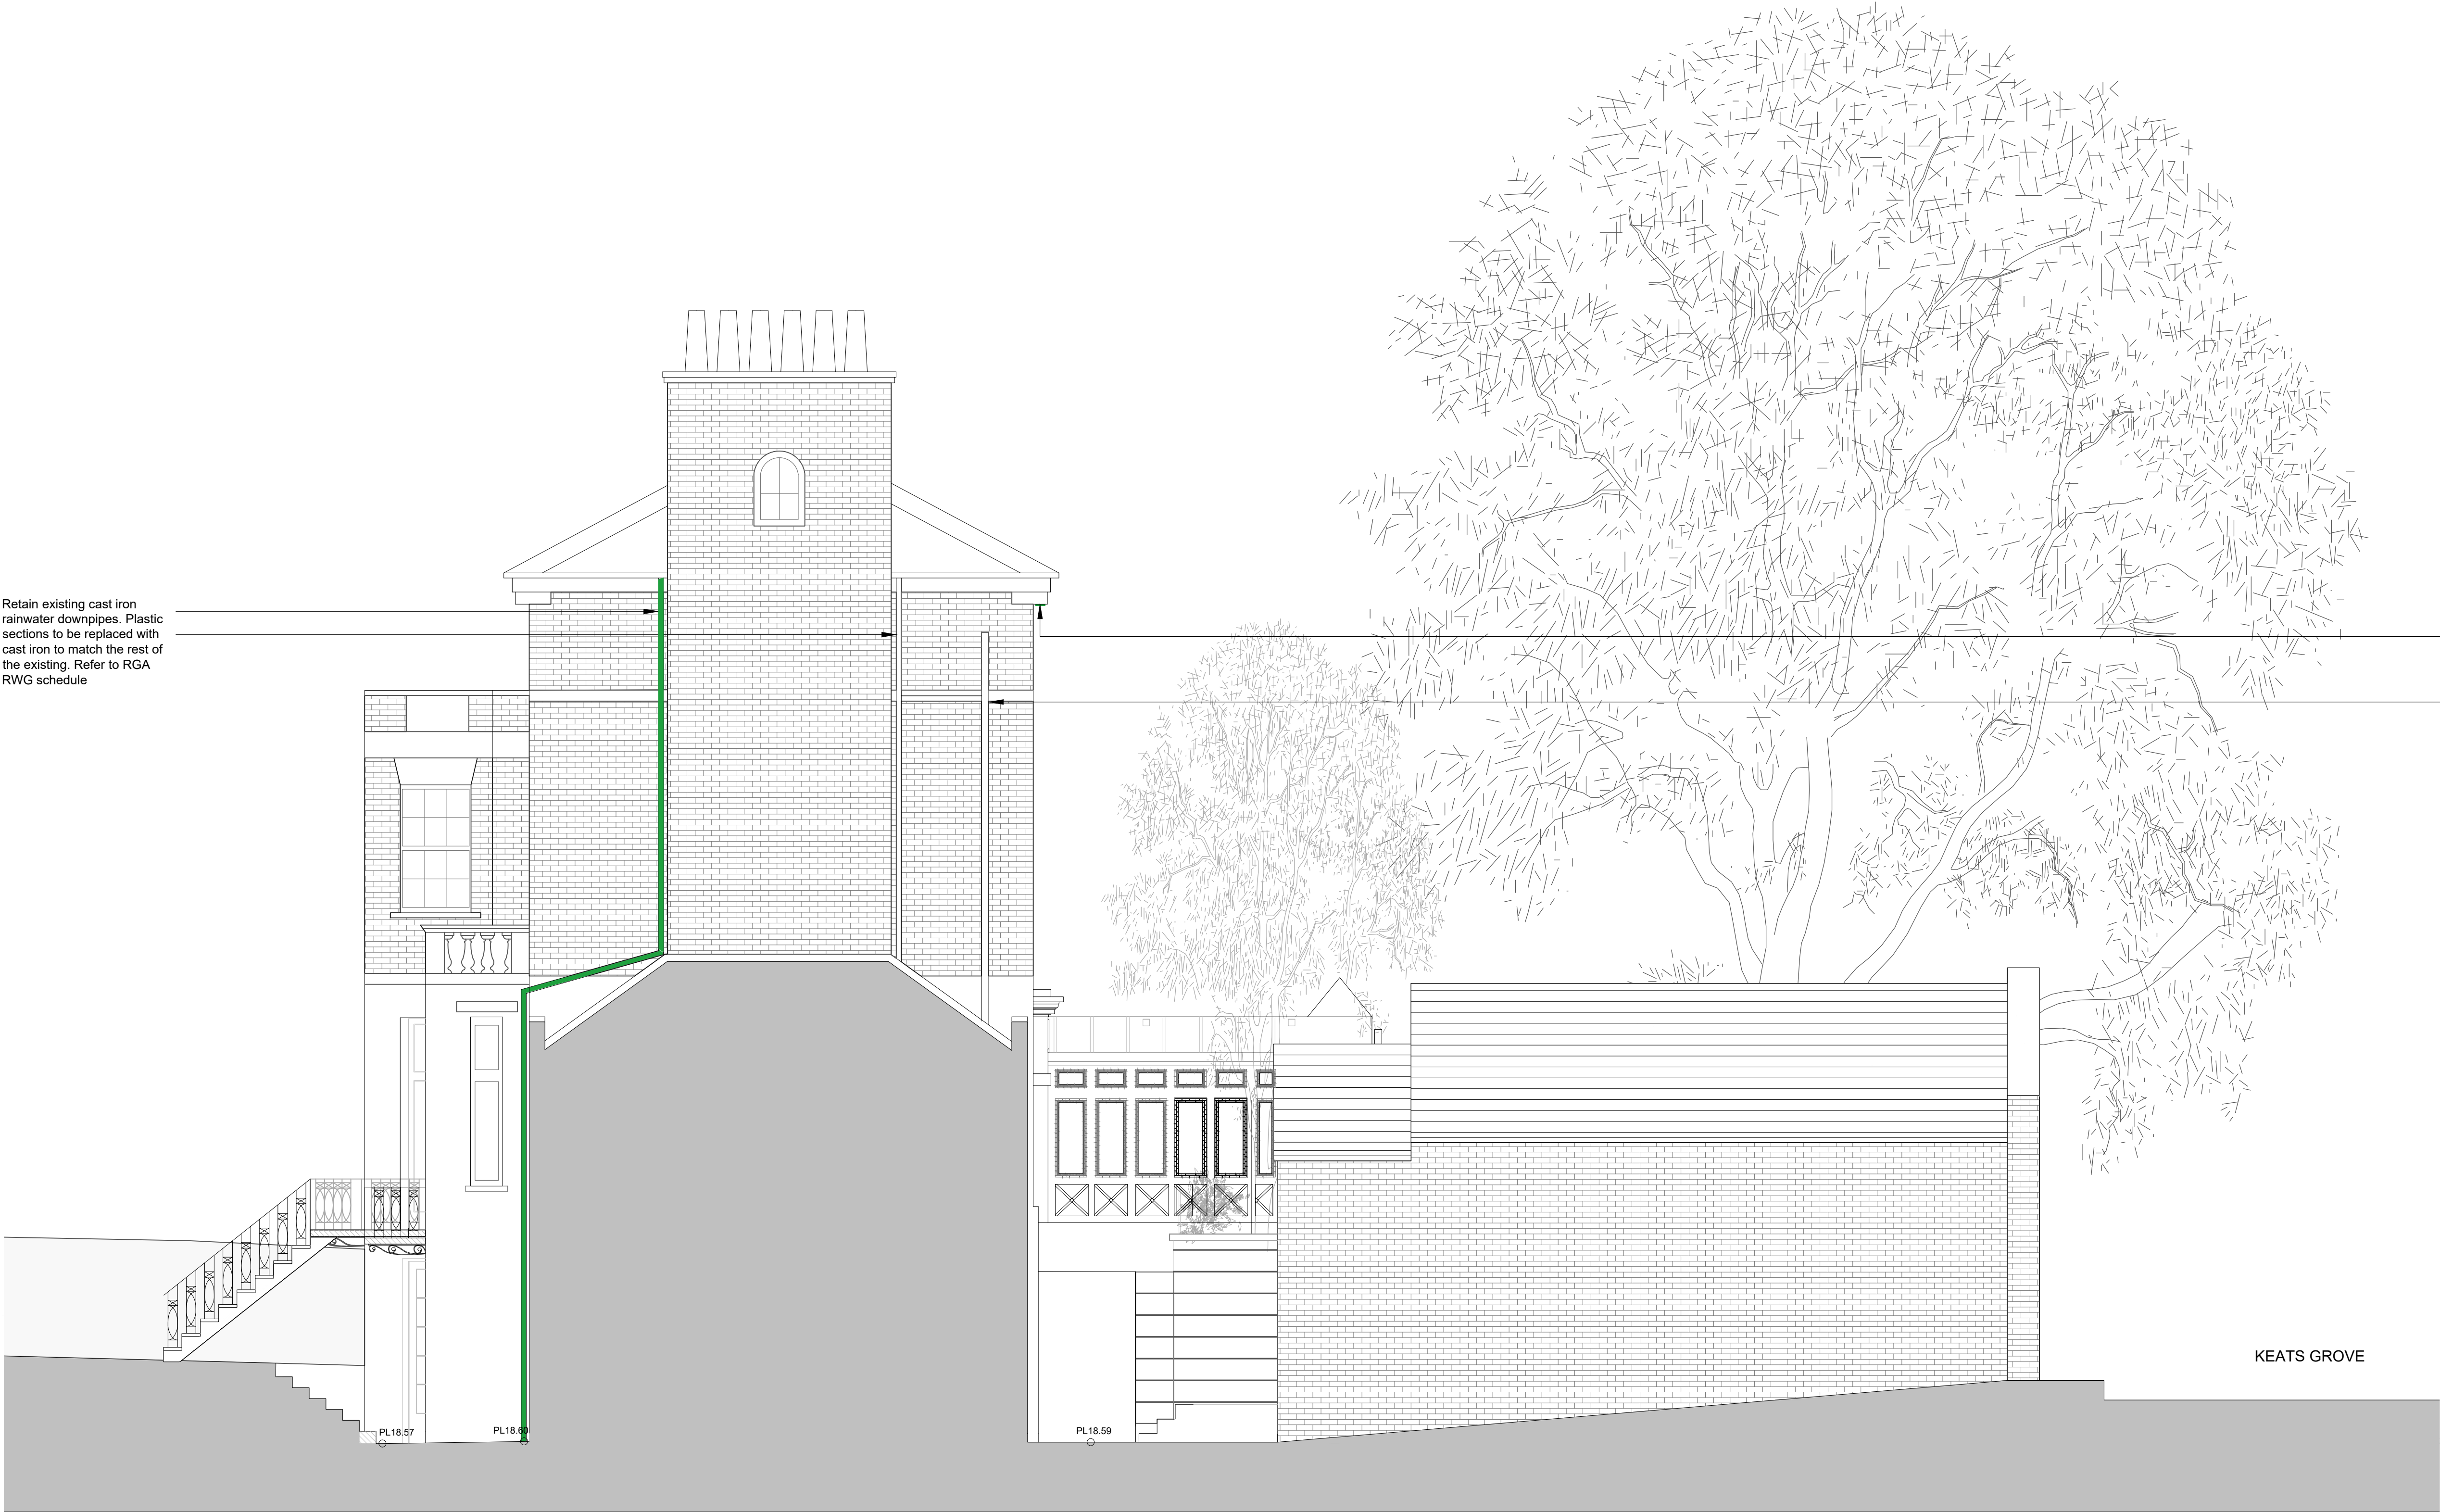 Retain existing cast iron
rainwater downpipes. Plastic
sections to be replaced with
cast iron to match the rest of
the existing. Refer to RGA
RWG schedule
KEATS GROVE
PL18.57
PL18.60
PL18.59